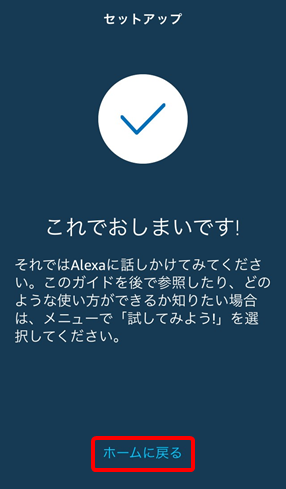 セットアップ
これでおしまいです!
それではAlexaに話しかけてみてくださ
い。このガイドを後で参照したり、どの
ような使い方ができるか知りたい場合
は、メニューで「試してみよう!」を選
択してください。
ホームに戻る